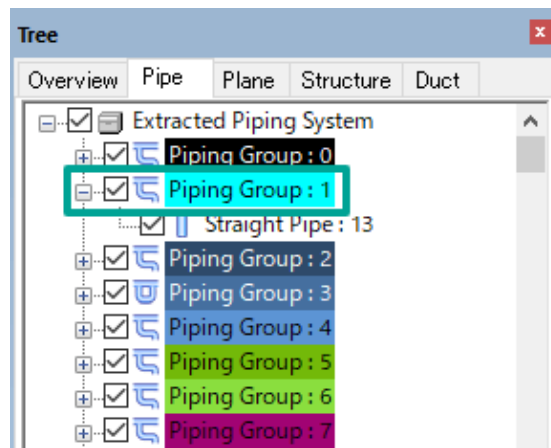 Tree
Overview Pipe Plane Structure Duct
Extracted Piping System
Piping Group : 0
Piping Group : 1
Straight Pipe : 13
Piping Group : 2
Piping Group : 3
Piping Group : 4
Piping Group : 5
Piping Group : 6
Piping Group : 7